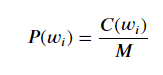 P(wᵢ) = C(wᵢ) / M